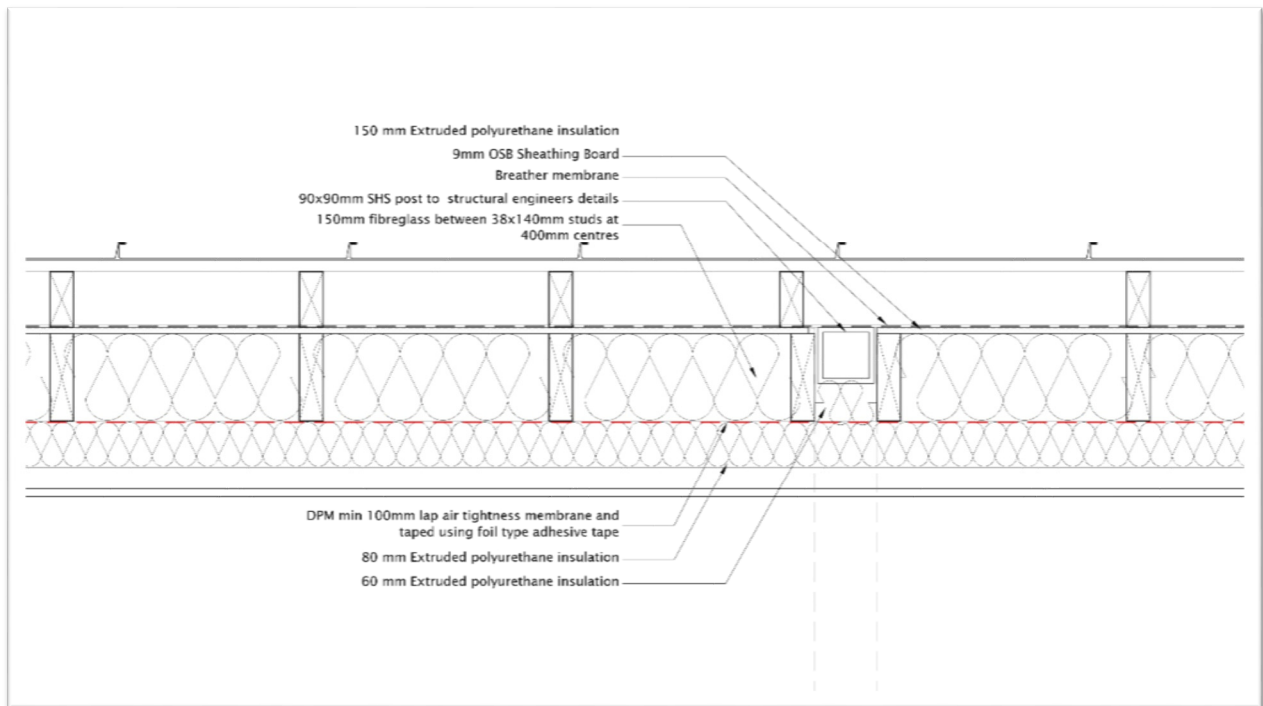 150 mm Extruded polyurethane insulation
9mm OSB Sheathing Board
Breather membrane
90x90mm SHS post to structural engineers details
150mm fibreglass between 38x140mm studs at
400mm centres
DPM min 100mm lap air tightness membrane and
taped using foil type adhesive tape
80 mm Extruded polyurethane insulation
60 mm Extruded polyurethane insulation